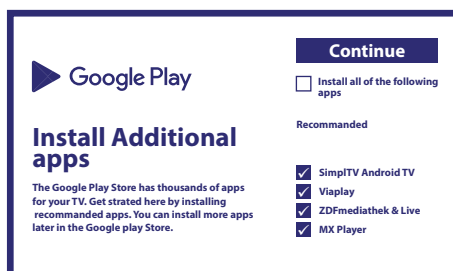 Google Play
Install Additional
apps
The Google Play Store has thousands of apps
for your TV. Get strated here by installing
recommanded apps. You can install more apps
later in the Google play Store.
Continue
Install all of the following
apps
Recommanded
SimplTV Android TV
Viaplay
ZDFmediathek & Live
MX Player